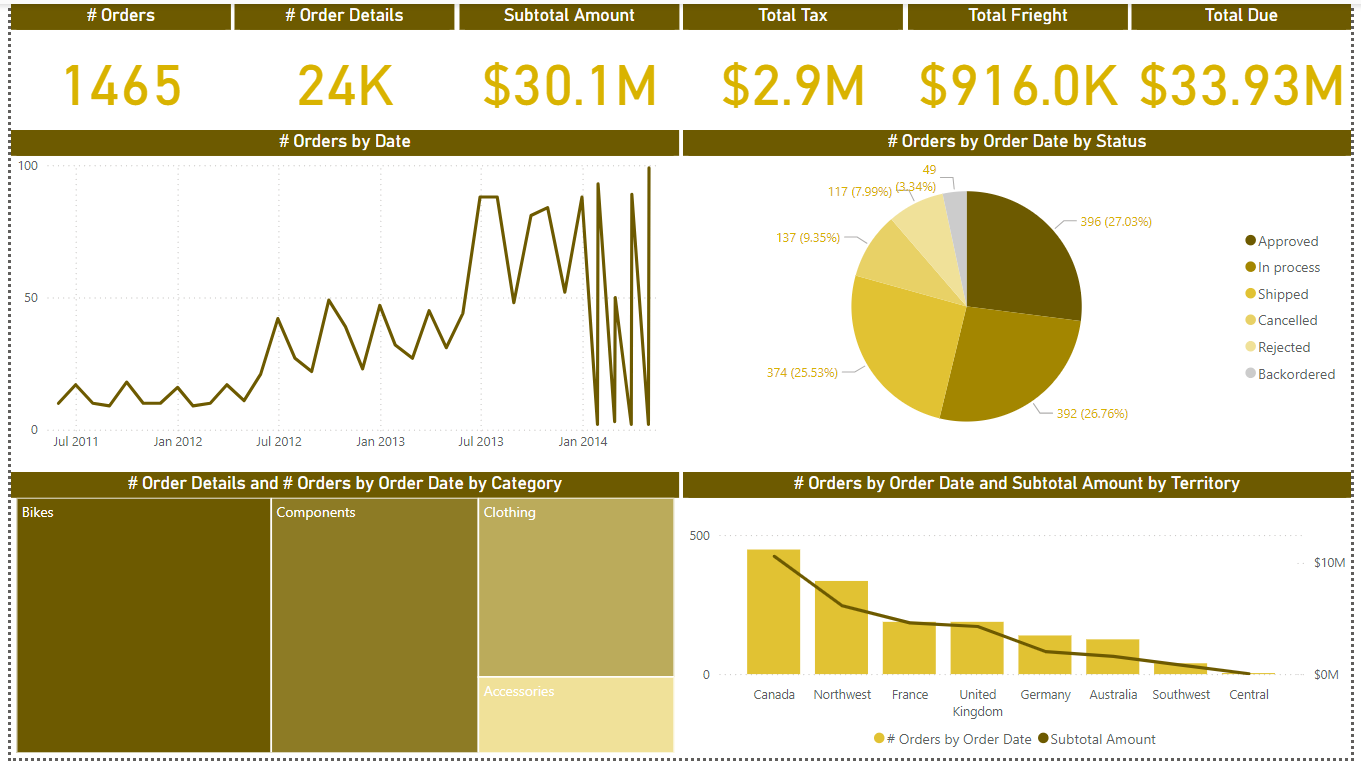 # Orders
# Order Details
Subtotal Amount
Total Tax
Total Frieght
Total Due
1465
24K
$30.1M
$2.9M
$916.0K
$33.93M
# Orders by Date
100
50
0
Jul 2011
Jan 2012
Jul 2012
Jan 2013
Jul 2013
Jan 2014
# Orders by Order Date by Status
49
(3.34%)
117 (7.99%)
137 (9.35%)
374 (25.53%)
396 (27.03%)
392 (26.76%)
Approved
In process
Shipped
Cancelled
Rejected
Backordered
# Order Details and # Orders by Order Date by Category
Bikes
Components
Clothing
Accessories
# Orders by Order Date and Subtotal Amount by Territory
500
0
$10M
$0M
Canada
Northwest
France
United
Kingdom
Germany
Australia
Southwest
Central
# Orders by Order Date
Subtotal Amount